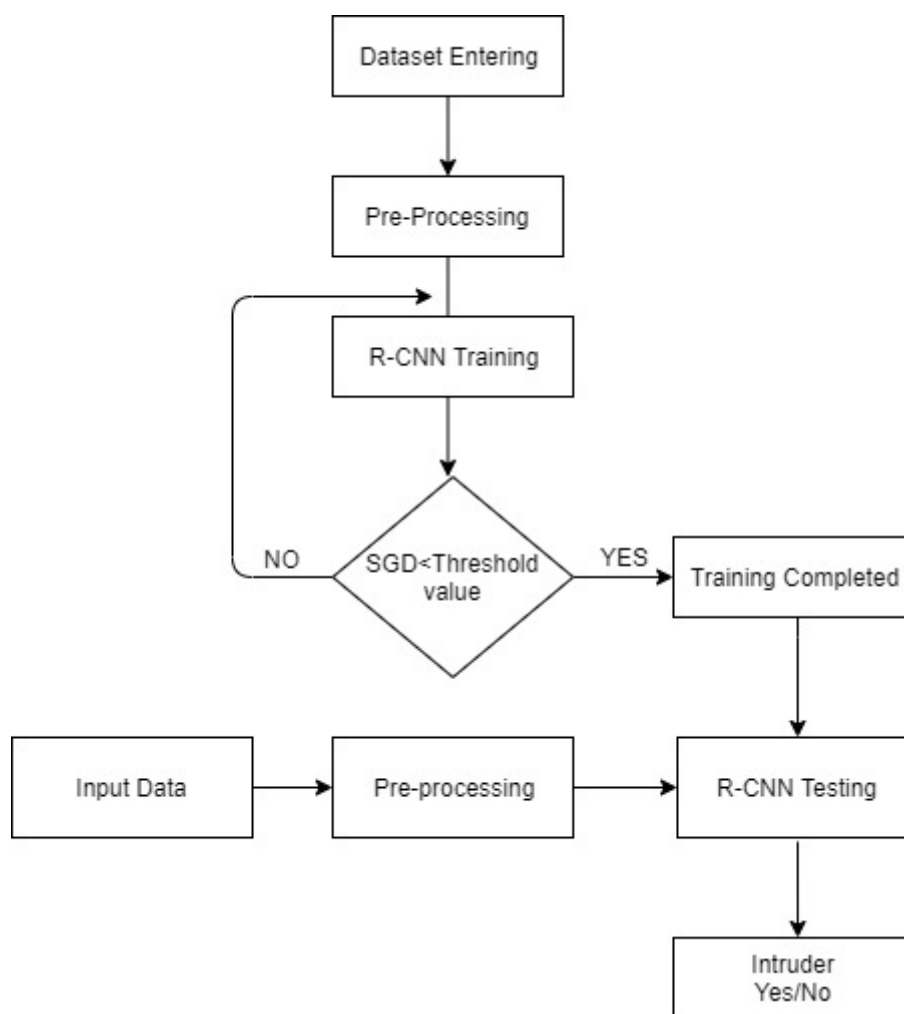 Dataset Entering
Pre-Processing
R-CNN Training
NO
SGD<Threshold
value
YES
Training Completed
Input Data
Pre-processing
R-CNN Testing
Intruder
Yes/No